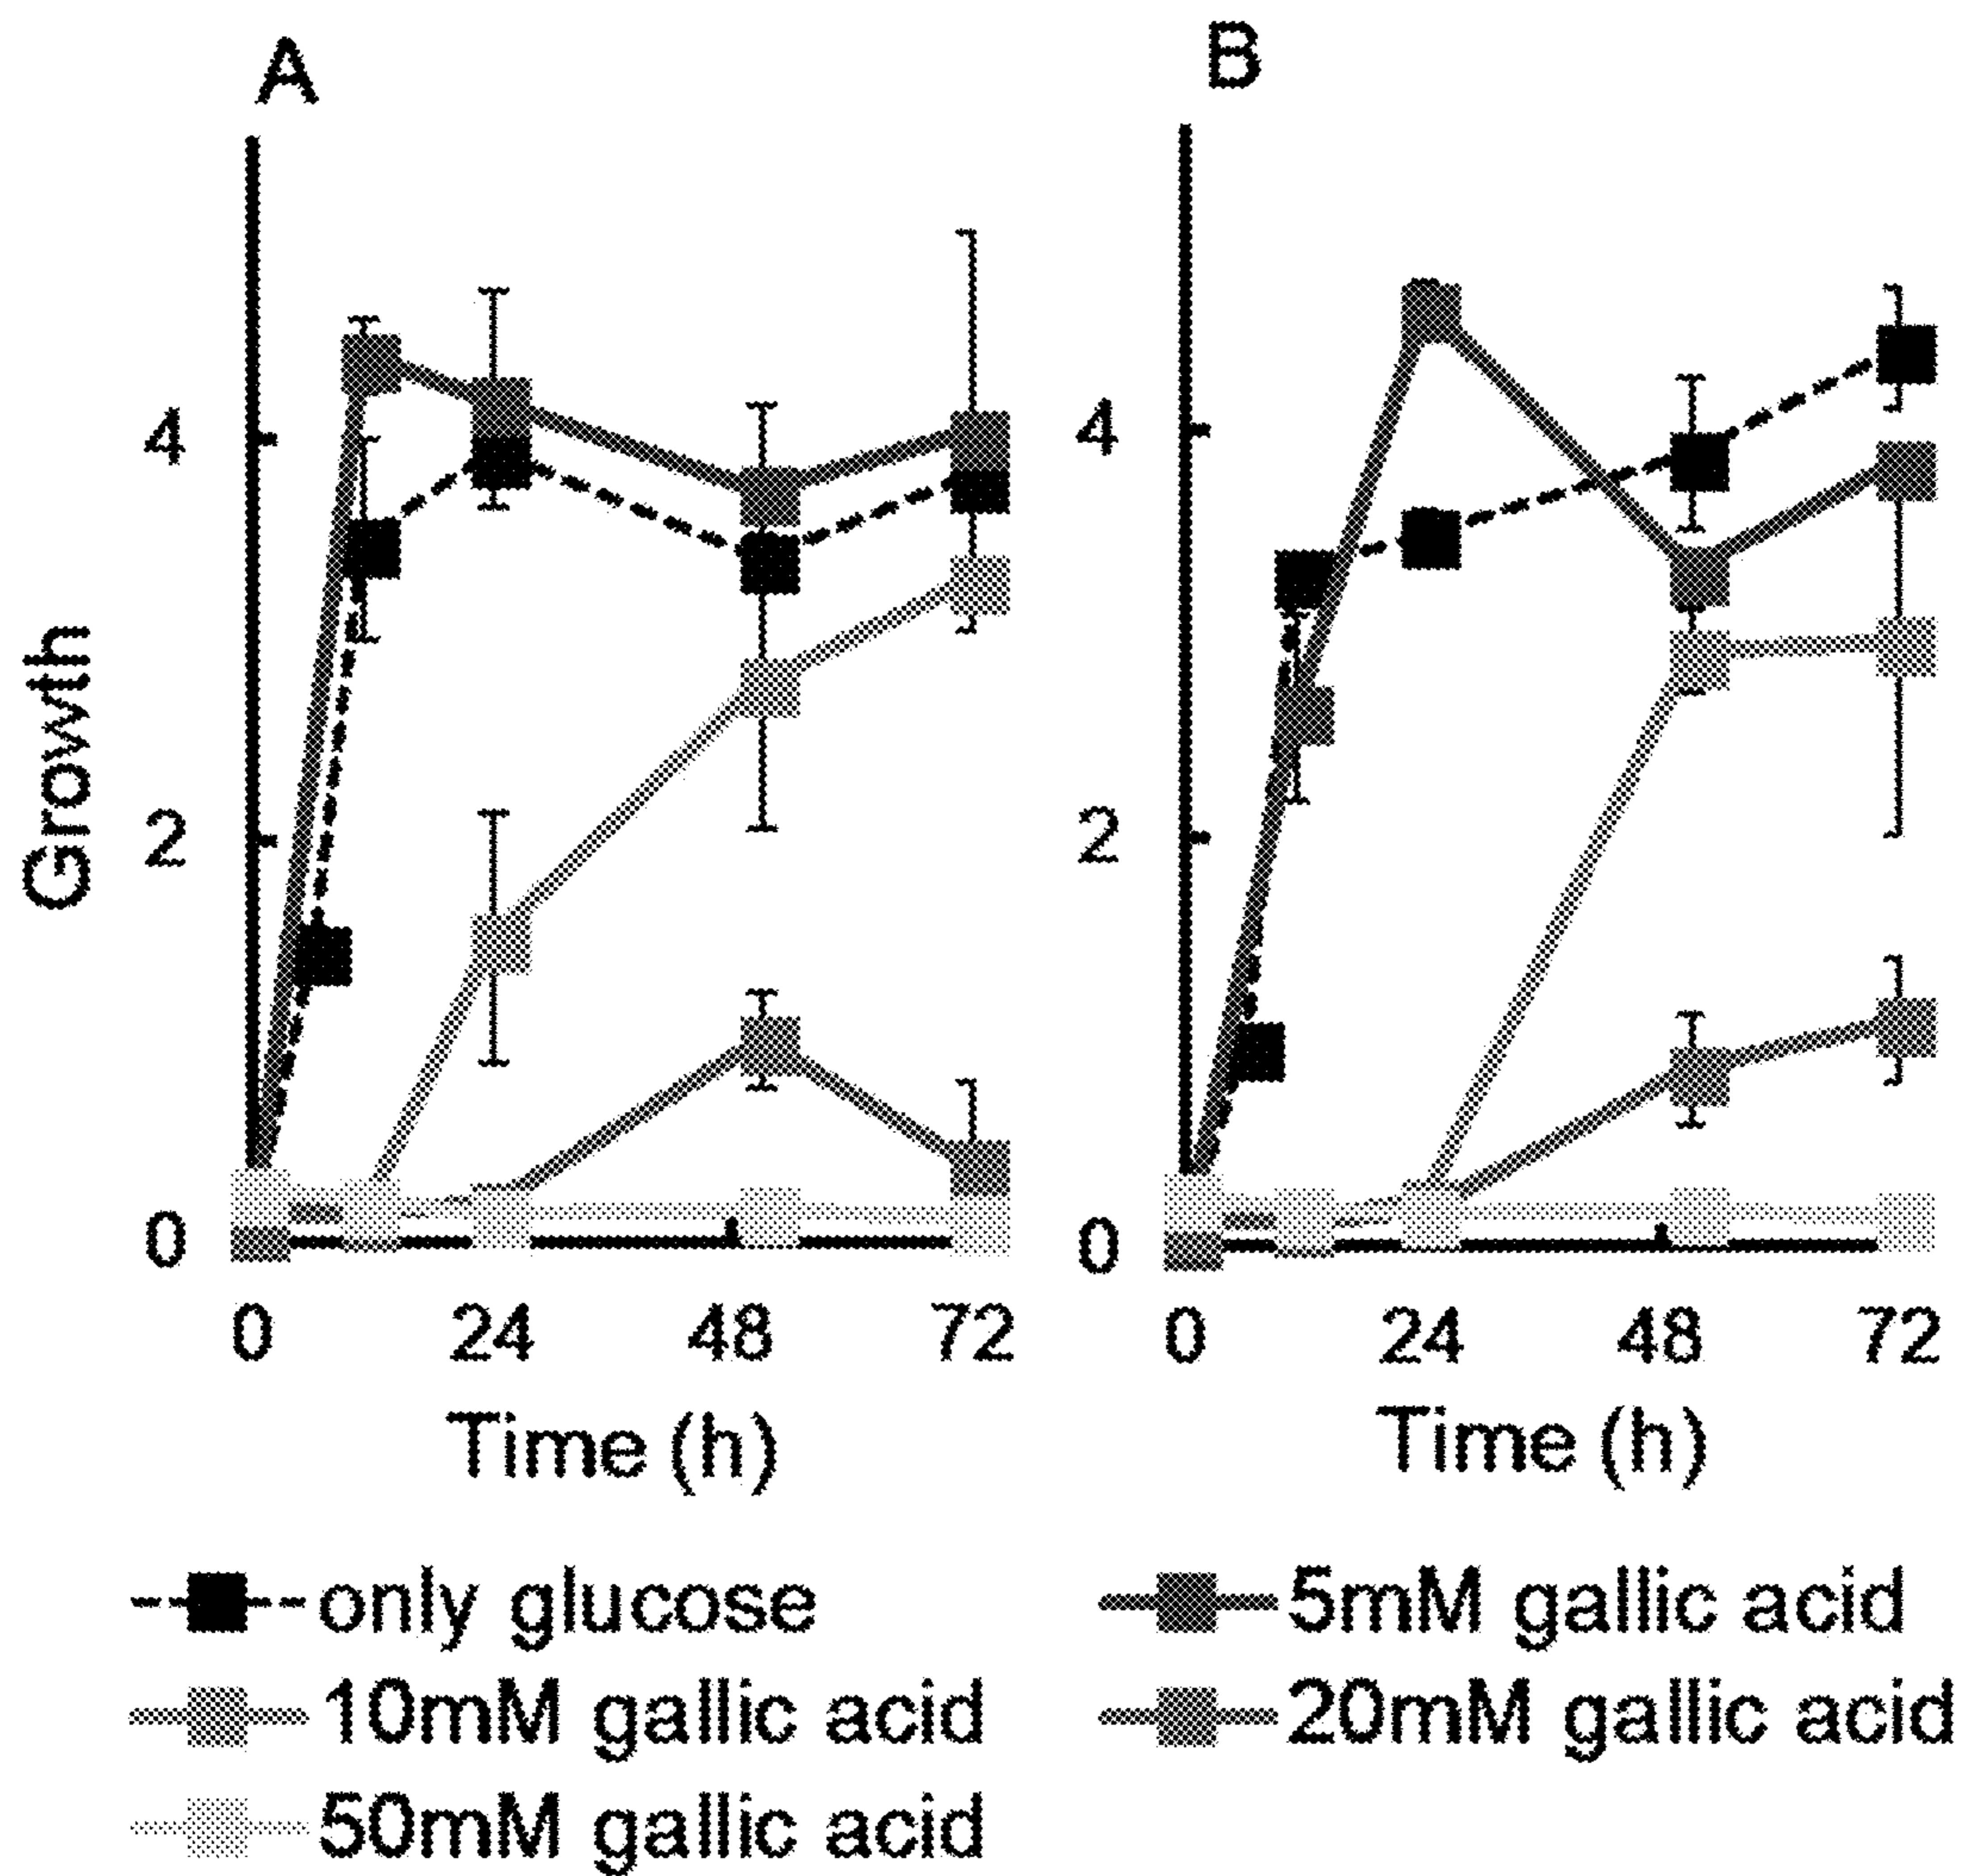 A B
Growth
4 4
2 2
0 0
0 24 48 72 0 24 48 72
Time (h) Time (h)
only glucose 5mM gallic acid
10mM gallic acid 20mM gallic acid
50mM gallic acid